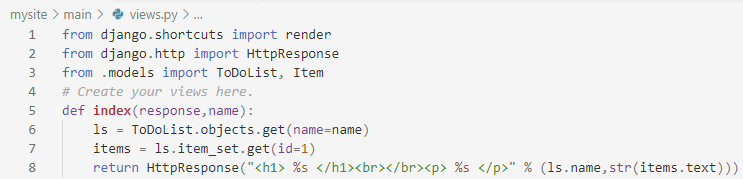 mysite > main > views.py > ...
1 from django.shortcuts import render
2 from django.http import HttpResponse
3 from .models import ToDoList, Item
4 # Create your views here.
5 def index(response,name):
6     ls = ToDoList.objects.get(name=name)
7     items = ls.item_set.get(id=1)
8     return HttpResponse("<h1> %s </h1><br></br><p> %s </p>" % (ls.name,str(items.text)))